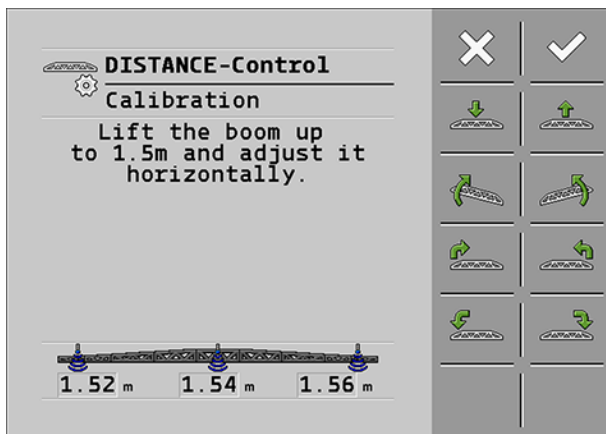 DISTANCE-Control
Calibration
Lift the boom up
to 1.5m and adjust it
horizontally.
1.52 m 1.54 m 1.56 m